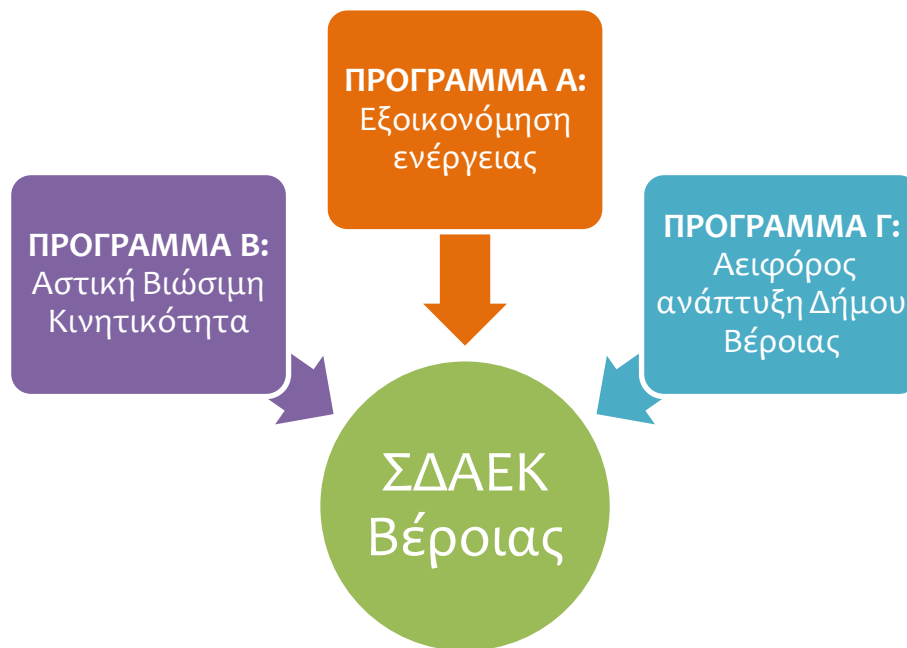 ΠΡΟΓΡΑΜΜΑ Α:
Εξοικονόμηση
ενέργειας
ΠΡΟΓΡΑΜΜΑ Β:
Αστική Βιώσιμη
Κινητικότητα
ΠΡΟΓΡΑΜΜΑ Γ:
Αειφόρος
ανάπτυξη Δήμου
Βέροιας
ΣΔΑΕΚ
Βέροιας